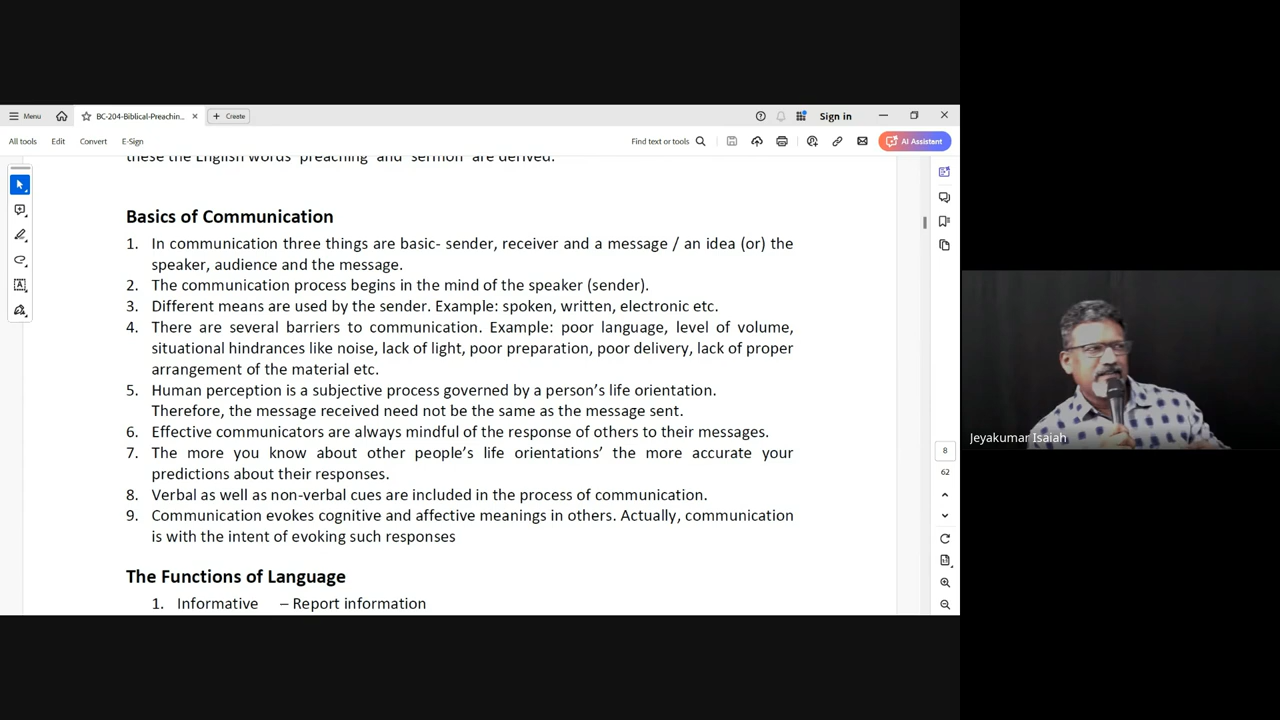 Menu
BC-204-Biblical-Preachin...
Create
Sign in
All tools
Edit
Convert
E-Sign
Find text or tools
AI Assistant
these the English words 'preaching' and 'sermon' are derived.
Basics of Communication
1. In communication three things are basic- sender, receiver and a message / an idea (or) the
speaker, audience and the message.
2. The communication process begins in the mind of the speaker (sender).
3. Different means are used by the sender. Example: spoken, written, electronic etc.
4. There are several barriers to communication. Example: poor language, level of volume,
situational hindrances like noise, lack of light, poor preparation, poor delivery, lack of proper
arrangement of the material etc.
5. Human perception is a subjective process governed by a person's life orientation.
Therefore, the message received need not be the same as the message sent.
6. Effective communicators are always mindful of the response of others to their messages.
7. The more you know about other people's life orientations' the more accurate your
predictions about their responses.
8. Verbal as well as non-verbal cues are included in the process of communication.
9. Communication evokes cognitive and affective meanings in others. Actually, communication
is with the intent of evoking such responses
The Functions of Language
1. Informative – Report information
8
62
Jeyakumar Isaiah